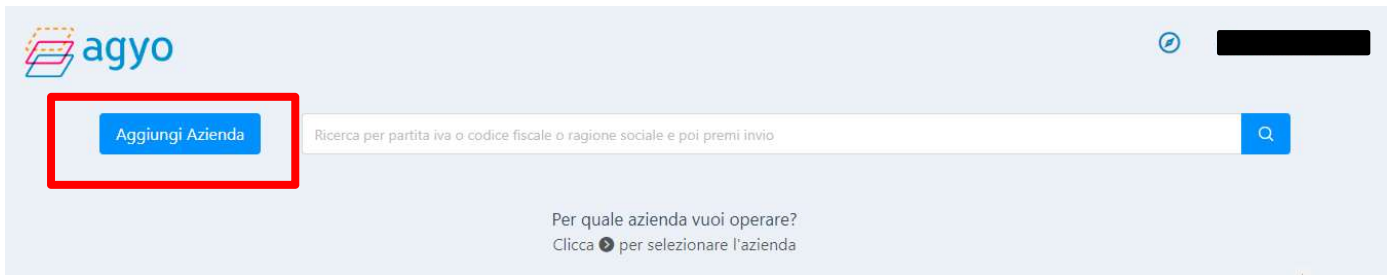 agyo
Aggiungi Azienda
Ricerca per partita iva o codice fiscale o ragione sociale e poi premi invio
Per quale azienda vuoi operare?
Clicca per selezionare l'azienda